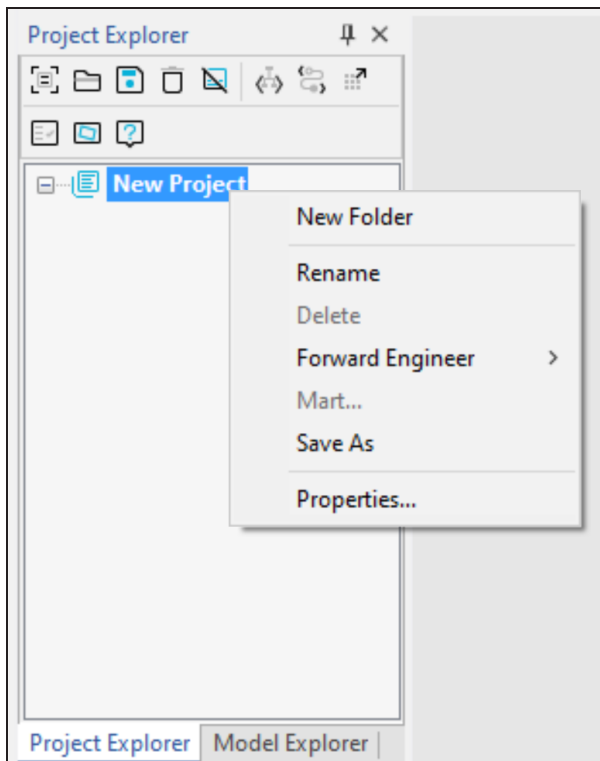 Project Explorer
New Project
New Folder
Rename
Delete
Forward Engineer
Mart...
Save As
Properties...
Project Explorer
Model Explorer